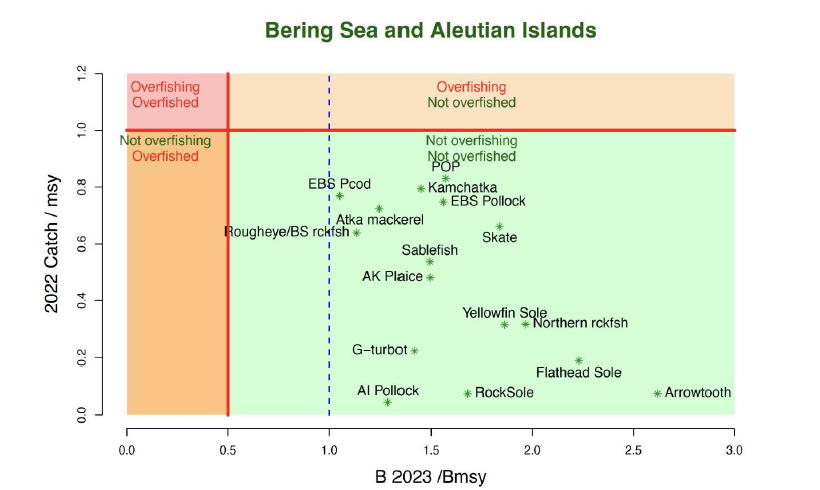 Bering Sea and Aleutian Islands
2022 Catch / msy
1.2
1.0
0.8
0.6
0.4
0.2
0.0
Overfishing
Overfished
Overfishing
Not overfished
Not overfishing
Overfished
Not overfishing
Not overfished
POP
EBS Pcod
Kamchatka
EBS Pollock
Atka mackerel
Rougheye/BS rckfsh
Skate
Sablefish
AK Plaice
Yellowfin Sole
Northern rckfsh
G−turbot
Flathead Sole
AI Pollock
RockSole
Arrowtooth
0.0
0.5
1.0
1.5
2.0
2.5
3.0
B 2023 /Bmsy